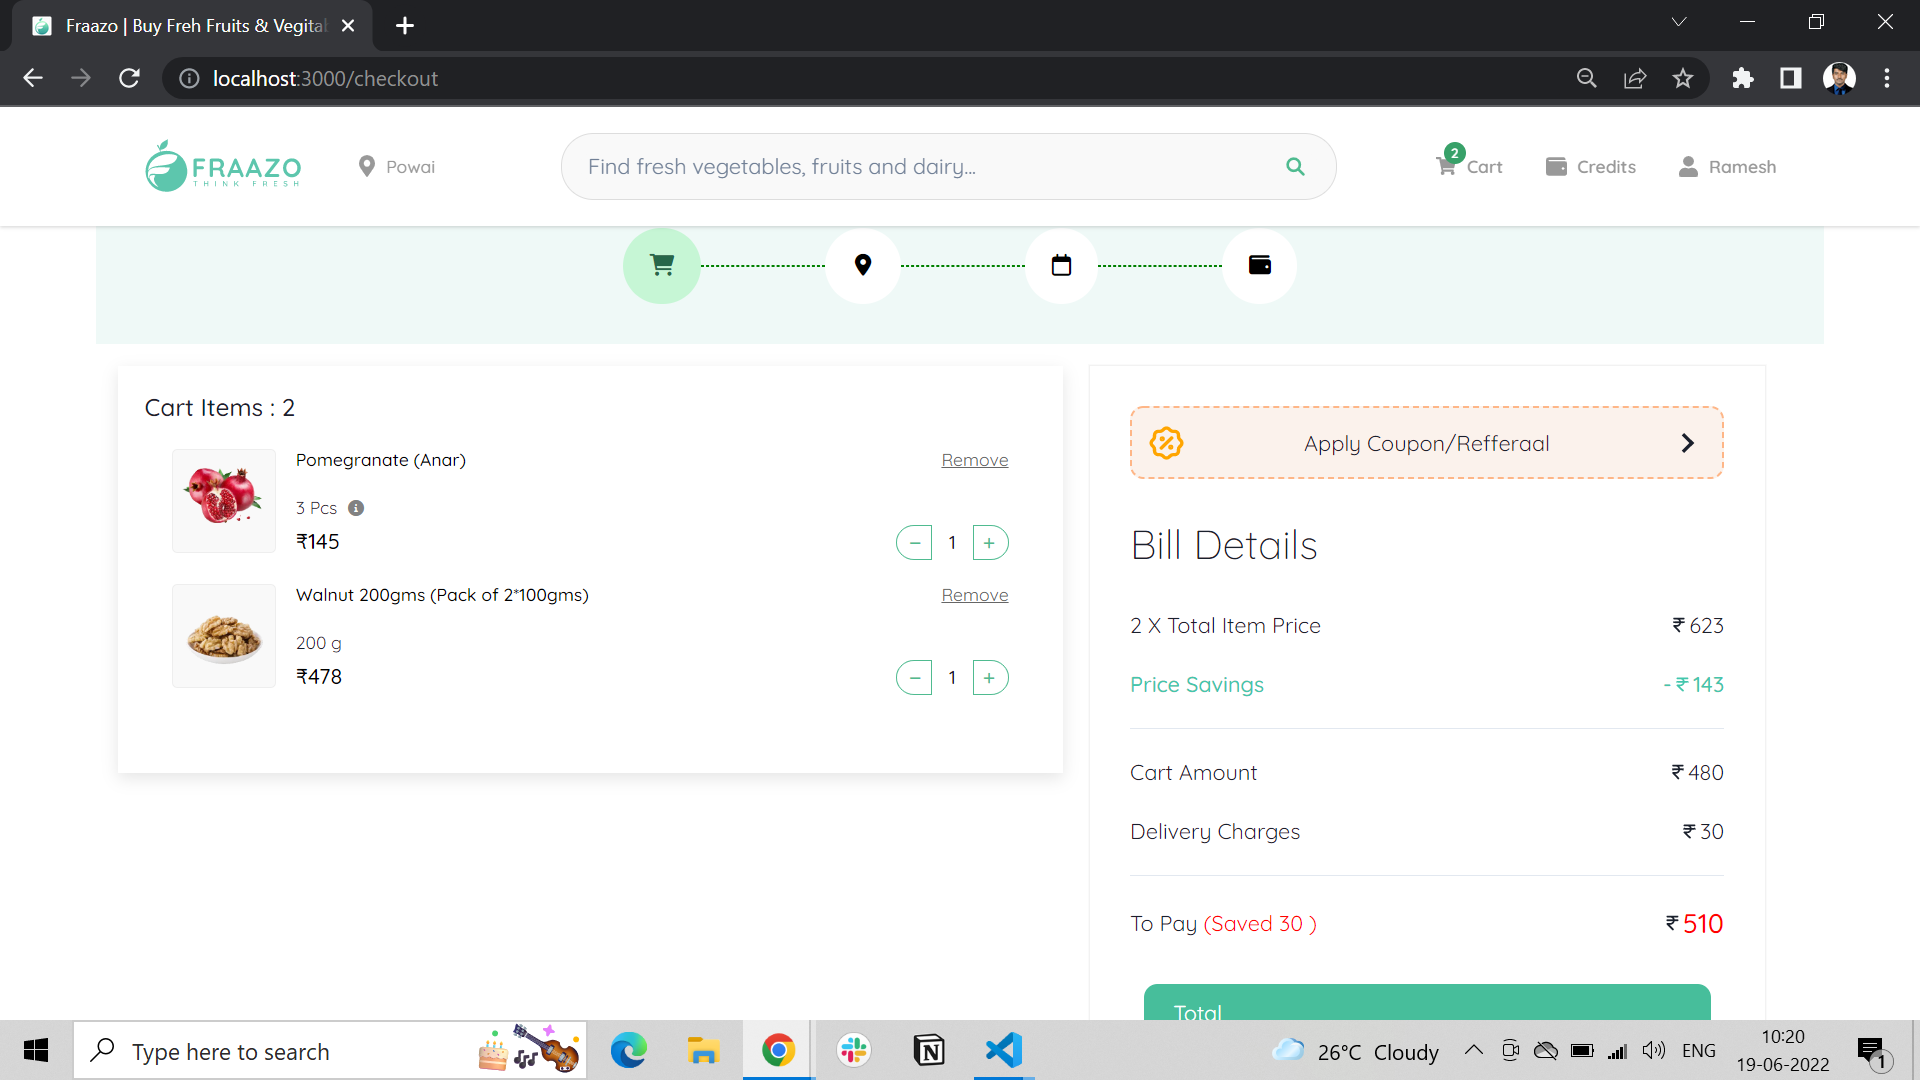 Fraazo | Buy Freh Fruits & Vegital
localhost:3000/checkout
FRAAZO
THINK FRESH
Powai
Find fresh vegetables, fruits and dairy...
2
Cart
Credits
Ramesh
Cart Items : 2
Pomegranate (Anar)
Remove
3 Pcs
₹145
− 1 +
Walnut 200gms (Pack of 2*100gms)
Remove
200 g
₹478
− 1 +
Apply Coupon/Refferaal
Bill Details
2 X Total Item Price ₹ 623
Price Savings - ₹ 143
Cart Amount ₹ 480
Delivery Charges ₹ 30
To Pay (Saved 30 ) ₹ 510
Total
Type here to search
26°C Cloudy
ENG
10:20
19-06-2022
1